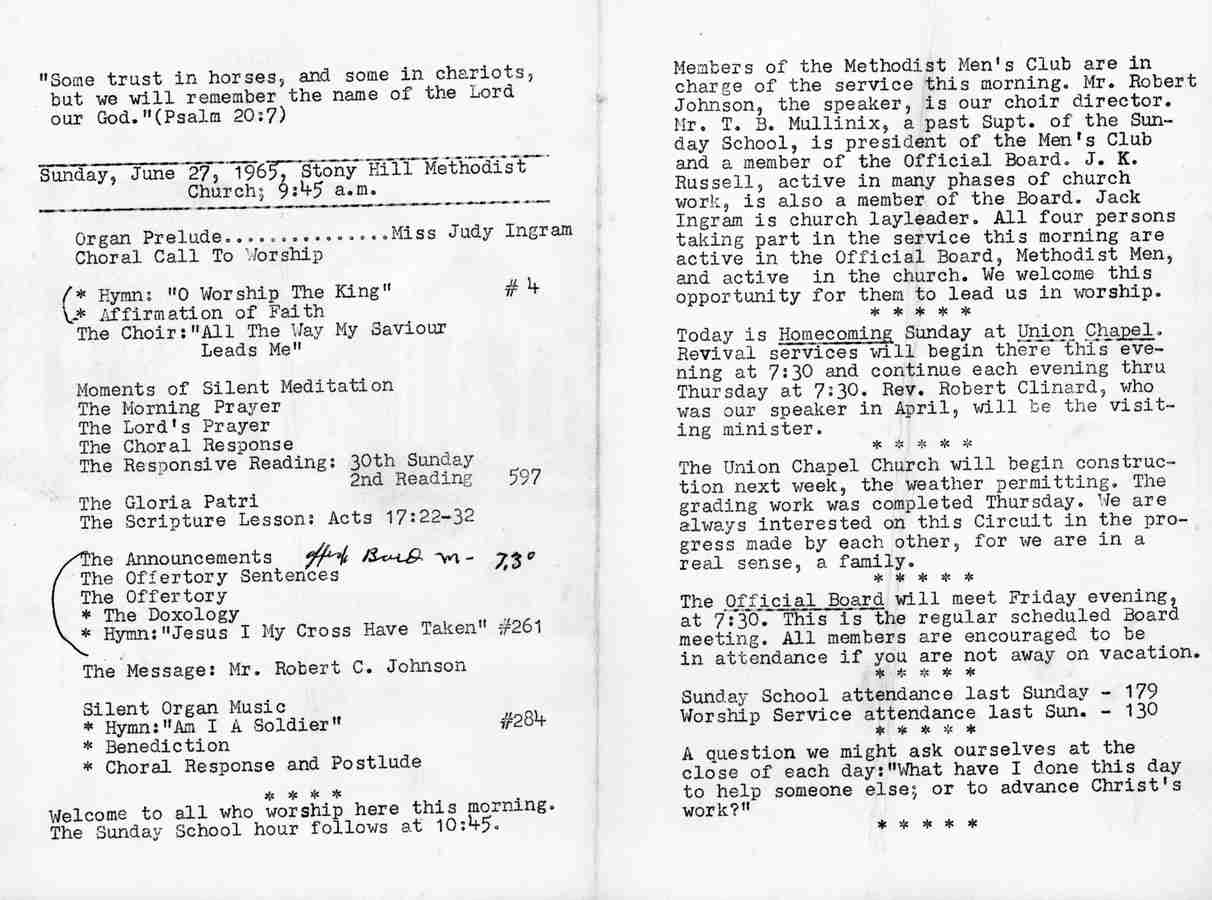 "Some trust in horses, and some in chariots,
but we will remember the name of the Lord
our God."(Psalm 20:7)
Sunday, June 27, 1965, Stony Hill Methodist
Church; 9:45 a.m.
Organ Prelude................Miss Judy Ingram
Choral Call To Worship
* Hymn: "O Worship The King" # 4
* Affirmation of Faith
The Choir:"All The Way My Saviour
Leads Me"
Moments of Silent Meditation
The Morning Prayer
The Lord's Prayer
The Choral Response
The Responsive Reading: 30th Sunday
2nd Reading 597
The Gloria Patri
The Scripture Lesson: Acts 17:22-32
The Announcements Board m - 7,30
The Offertory Sentences
The Offertory
* The Doxology
* Hymn:"Jesus I My Cross Have Taken" #261
The Message: Mr. Robert C. Johnson
Silent Organ Music
* Hymn:"Am I A Soldier" #284
* Benediction
* Choral Response and Postlude
* * * *
Welcome to all who worship here this morning.
The Sunday School hour follows at 10:45.
Members of the Methodist Men's Club are in
charge of the service this morning. Mr. Robert
Johnson, the speaker, is our choir director.
Mr. T. B. Mullinix, a past Supt. of the Sun-
day School, is president of the Men's Club
and a member of the Official Board. J. K.
Russell, active in many phases of church
work, is also a member of the Board. Jack
Ingram is church layleader. All four persons
taking part in the service this morning are
active in the Official Board, Methodist Men,
and active in the church. We welcome this
opportunity for them to lead us in worship.
* * * * *
Today is Homecoming Sunday at Union Chapel.
Revival services will begin there this eve-
ning at 7:30 and continue each evening thru
Thursday at 7:30. Rev. Robert Clinard, who
was our speaker in April, will be the visit-
ing minister.
* * * * *
The Union Chapel Church will begin construc-
tion next week, the weather permitting. The
grading work was completed Thursday. We are
always interested on this Circuit in the pro-
gress made by each other, for we are in a
real sense, a family.
* * * * *
The Official Board will meet Friday evening,
at 7:30. This is the regular scheduled Board
meeting. All members are encouraged to be
in attendance if you are not away on vacation.
* * * * *
Sunday School attendance last Sunday - 179
Worship Service attendance last Sun. - 130
* * * * *
A question we might ask ourselves at the
close of each day:"What have I done this day
to help someone else; or to advance Christ's
work?"
* * * * *